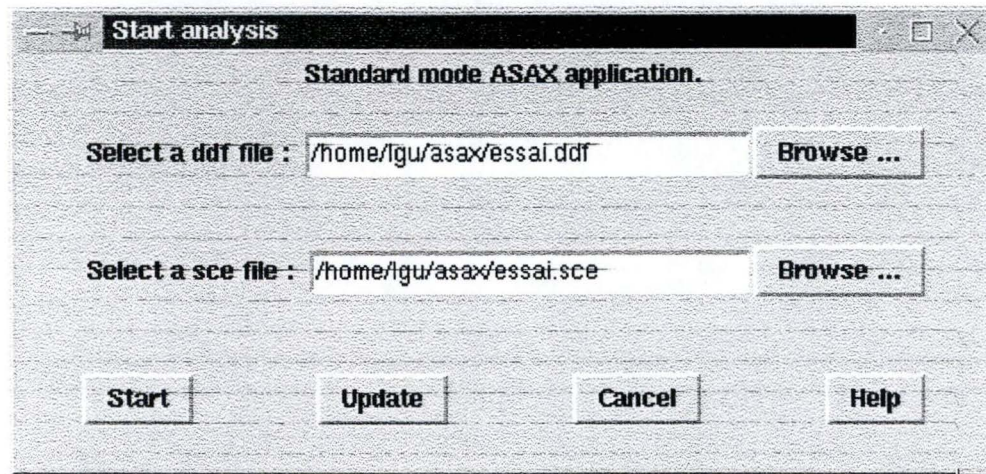 Start analysis
Standard mode ASAX application.
Select a ddf file : /home/lgu/asax/essai.ddf Browse ...
Select a sce file : /home/lgu/asax/essai.sce Browse ...
Start Update Cancel Help